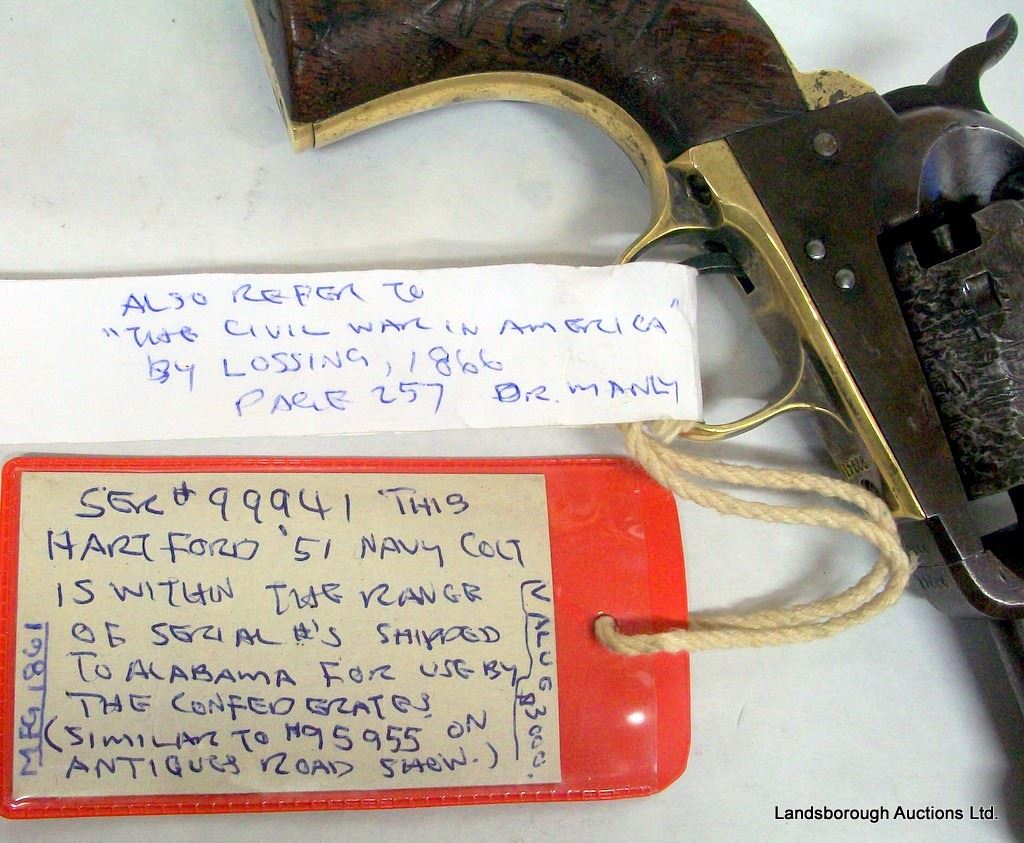 ALSO REFER TO
"THE CIVIL WAR IN AMERICA"
BY LOSSING, 1866
PAGE 257 DR. MANLY
SER # 99941 THIS
HARTFORD '51 NAVY COLT
IS WITHIN THE RANGE
OF SERIAL #'S SHIPPED
TO ALABAMA FOR USE BY
THE CONFEDERATES
(SIMILAR TO #95955 ON
ANTIQUES ROAD SHOW.)
MFG 1861
VALUE $3000.
Landsborough Auctions Ltd.